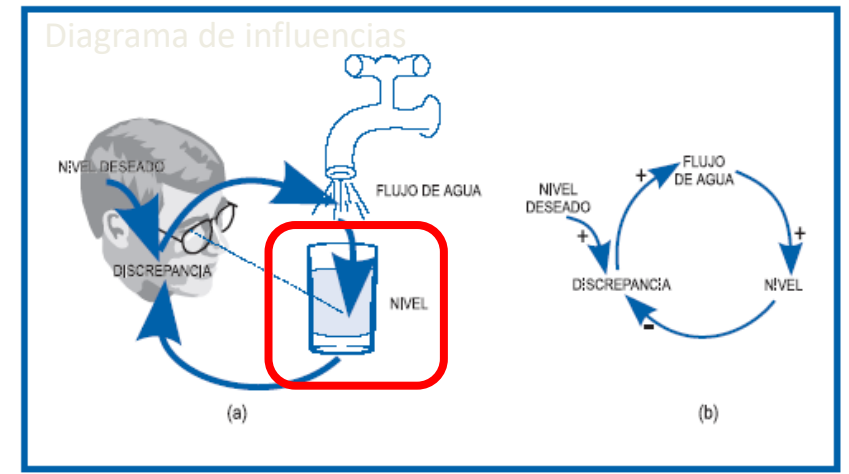 Diagrama de influencias
NIVEL DESEADO
FLUJO DE AGUA
DISCREPANCIA
NIVEL
(a)
FLUJO
DE AGUA
+
NIVEL
DESEADO
+
+
DISCREPANCIA
NIVEL
-
(b)